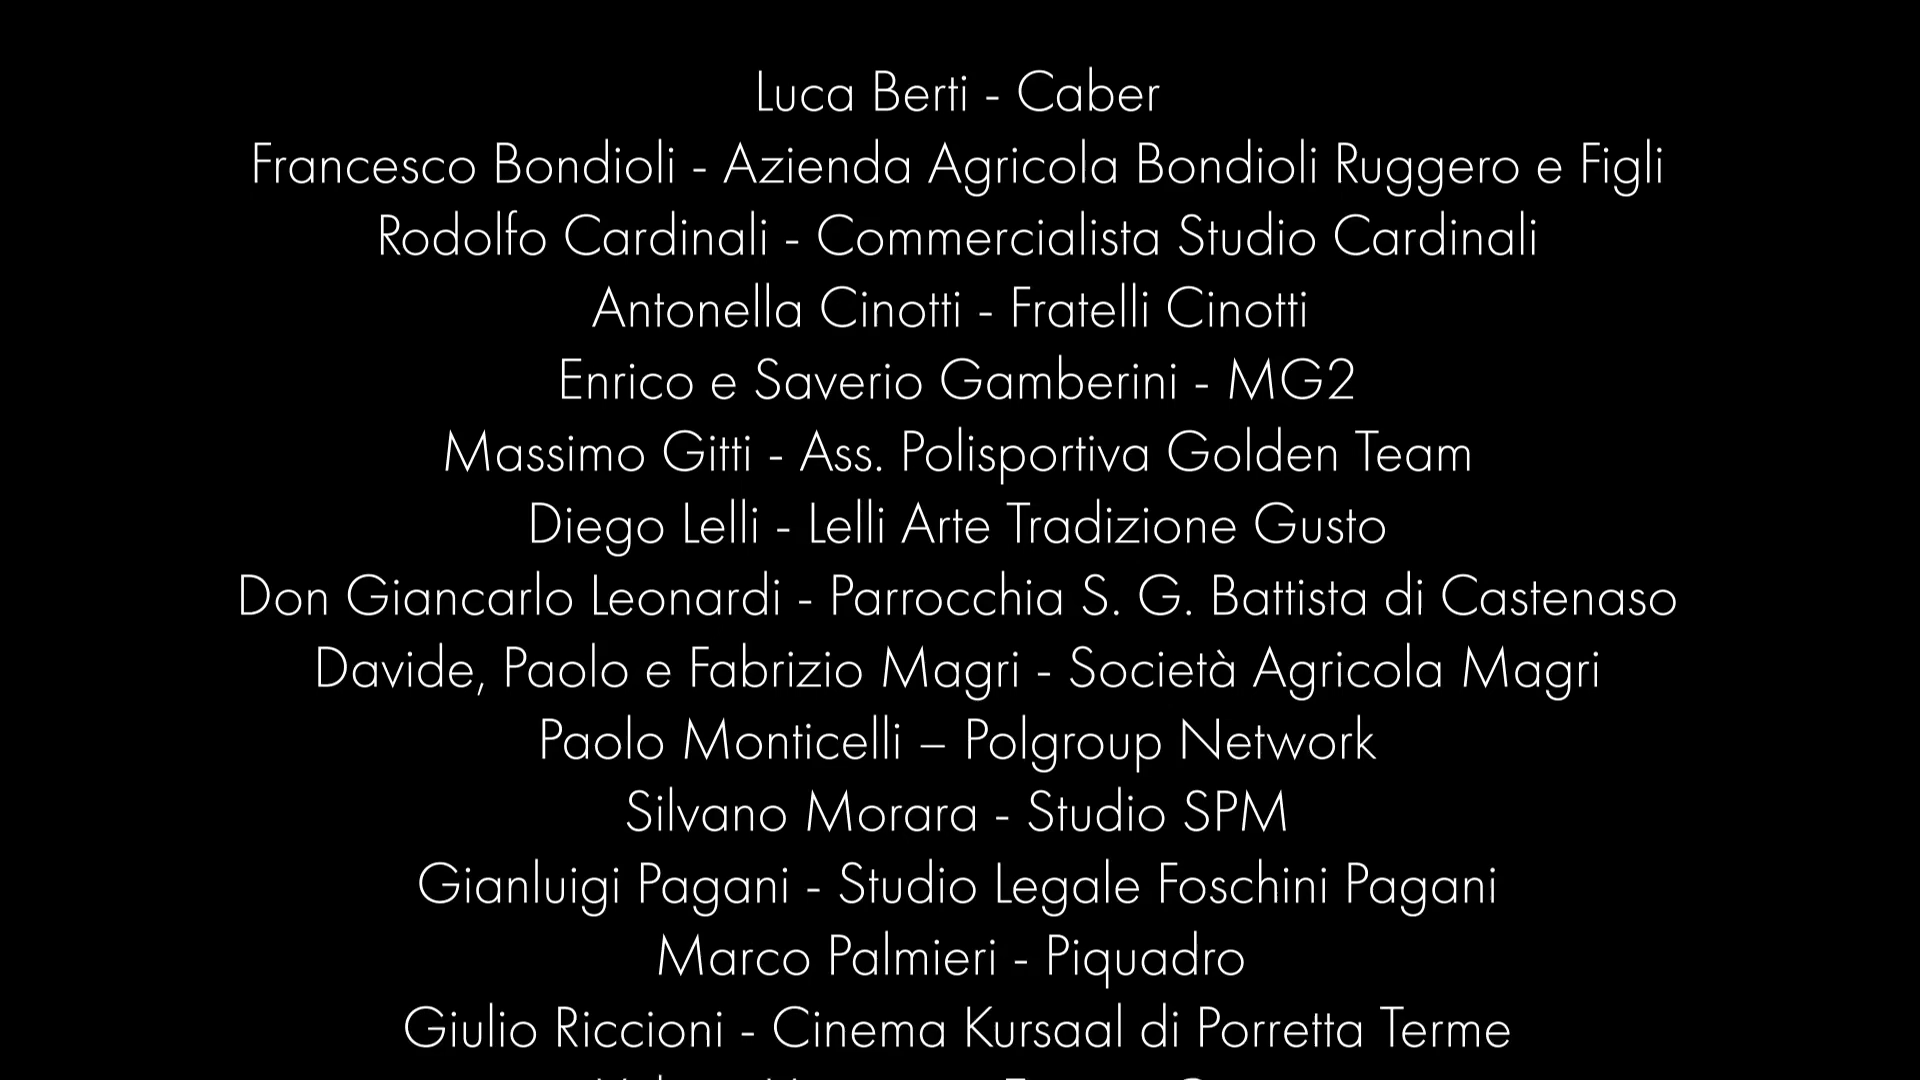 Luca Berti - Caber
Francesco Bondioli - Azienda Agricola Bondioli Ruggero e Figli
Rodolfo Cardinali - Commercialista Studio Cardinali
Antonella Cinotti - Fratelli Cinotti
Enrico e Saverio Gamberini - MG2
Massimo Gitti - Ass. Polisportiva Golden Team
Diego Lelli - Lelli Arte Tradizione Gusto
Don Giancarlo Leonardi - Parrocchia S. G. Battista di Castenaso
Davide, Paolo e Fabrizio Magri - Società Agricola Magri
Paolo Monticelli – Polgroup Network
Silvano Morara - Studio SPM
Gianluigi Pagani - Studio Legale Foschini Pagani
Marco Palmieri - Piquadro
Giulio Riccioni - Cinema Kursaal di Porretta Terme